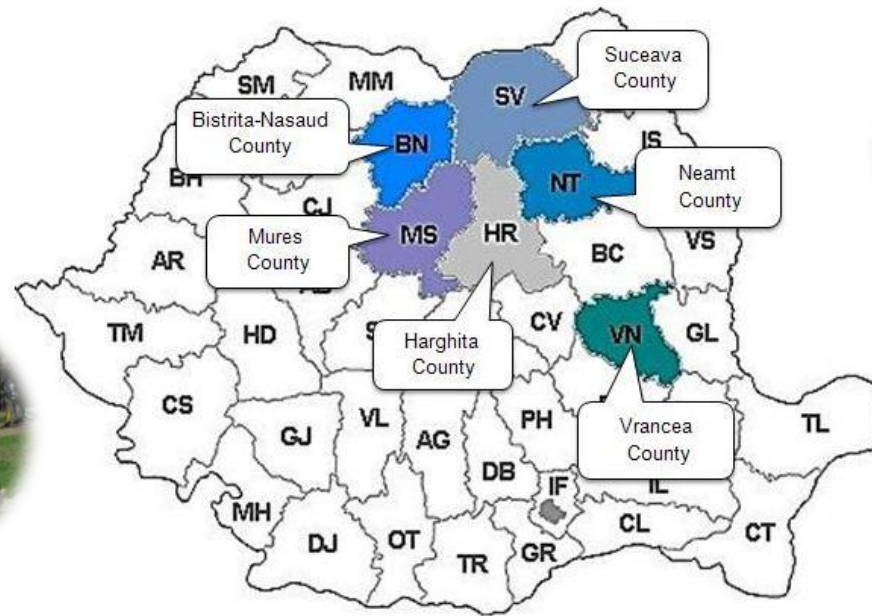 Suceava
County
SM
MM
SV
Bistrita-Nasaud
County
BN
IS
BH
NT
Neamt
County
CJ
Mures
County
MS
HR
VS
BC
AR
TM
HD
Harghita
County
CV
VN
GL
CS
VL
PH
Vrancea
County
TL
GJ
AG
DB
IF
IL
MH
CL
CT
DJ
OT
TR
GR